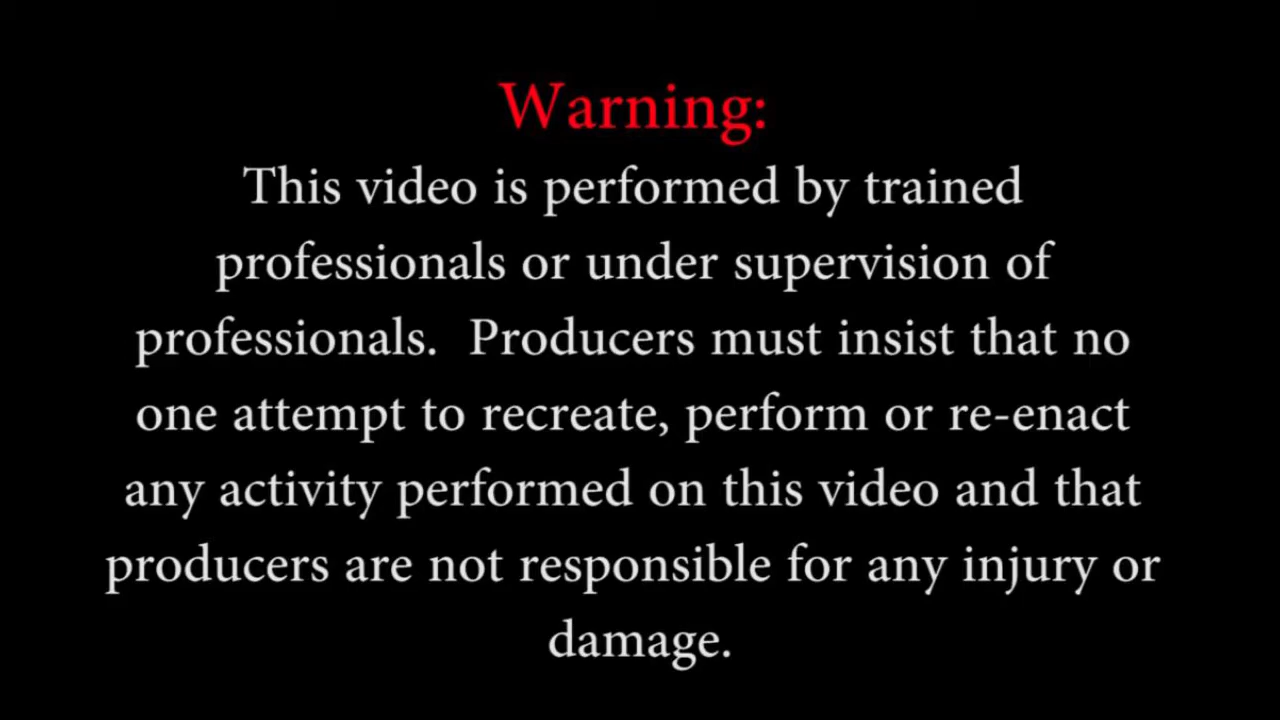 Warning:
This video is performed by trained
professionals or under supervision of
professionals.  Producers must insist that no
one attempt to recreate, perform or re-enact
any activity performed on this video and that
producers are not responsible for any injury or
damage.